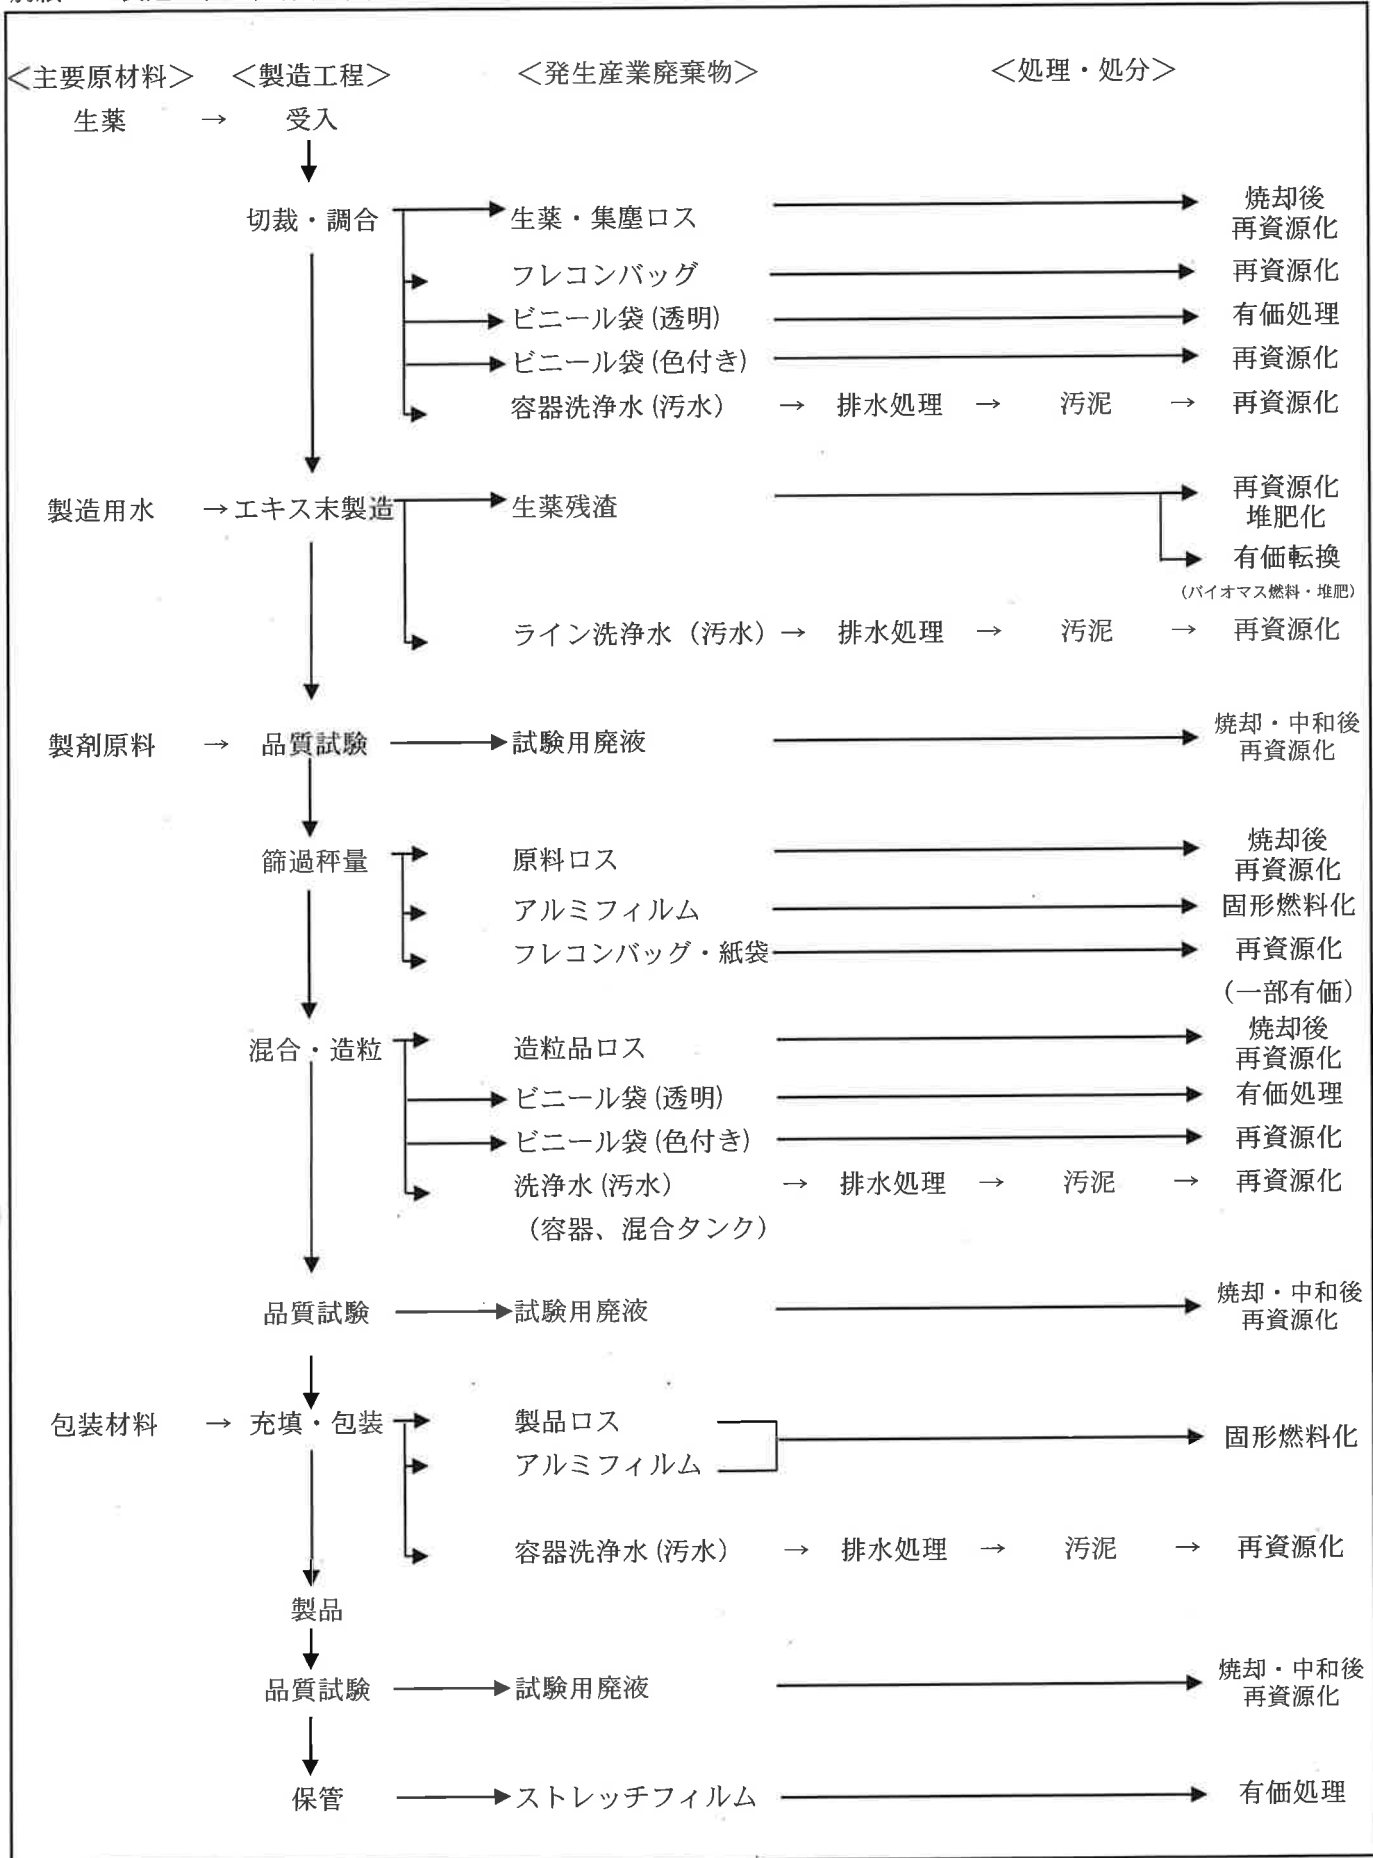 ＜主要原材料＞ ＜製造工程＞ ＜発生産業廃棄物＞ ＜処理・処分＞
生薬 → 受入
切裁・調合 生薬・集塵ロス 焼却後
再資源化
フレコンバッグ 再資源化
ビニール袋(透明) 有価処理
ビニール袋(色付き) 再資源化
容器洗浄水(汚水) → 排水処理 → 汚泥 → 再資源化
製造用水 → エキス末製造 生薬残渣 再資源化
堆肥化
有価転換
(バイオマス燃料・堆肥)
ライン洗浄水（汚水）→ 排水処理 → 汚泥 → 再資源化
製剤原料 → 品質試験 試験用廃液 焼却・中和後
再資源化
篩過秤量 原料ロス 焼却後
再資源化
アルミフィルム 固形燃料化
フレコンバッグ・紙袋 再資源化
(一部有価)
混合・造粒 造粒品ロス 焼却後
再資源化
ビニール袋(透明) 有価処理
ビニール袋(色付き) 再資源化
洗浄水(汚水) → 排水処理 → 汚泥 → 再資源化
（容器、混合タンク）
品質試験 試験用廃液 焼却・中和後
再資源化
包装材料 → 充填・包装 製品ロス 固形燃料化
アルミフィルム
容器洗浄水(汚水) → 排水処理 → 汚泥 → 再資源化
製品
品質試験 試験用廃液 焼却・中和後
再資源化
保管 ストレッチフィルム 有価処理